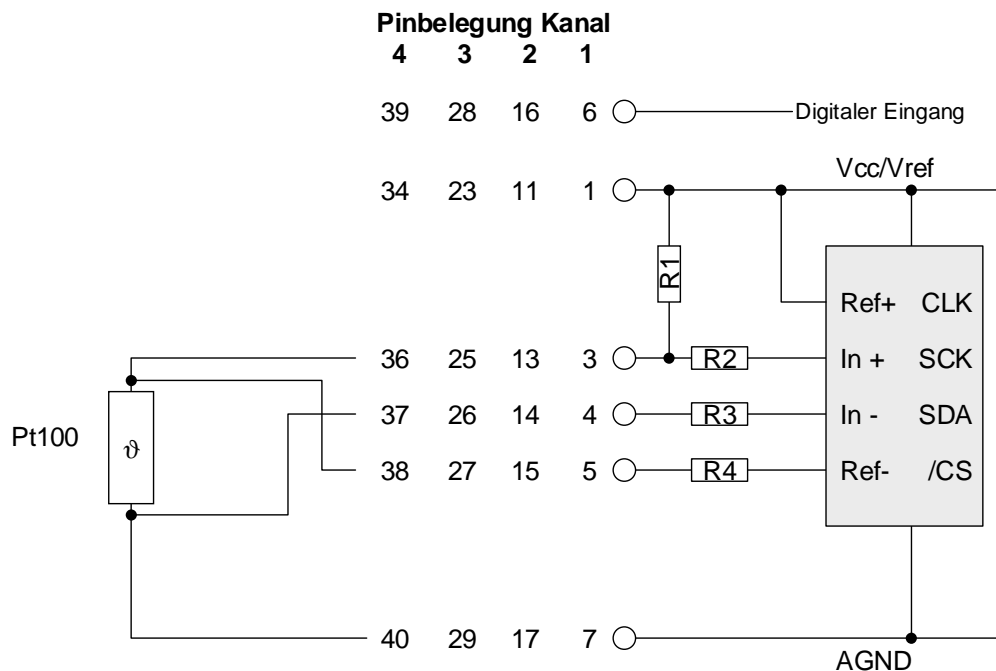 Pinbelegung Kanal
4 3 2 1
39 28 16 6 Digitaler Eingang
Vcc/Vref
34 23 11 1
R1
Ref+ CLK
36 25 13 3 R2 In + SCK
Pt100 ϑ 37 26 14 4 R3 In - SDA
38 27 15 5 R4 Ref- /CS
40 29 17 7
AGND